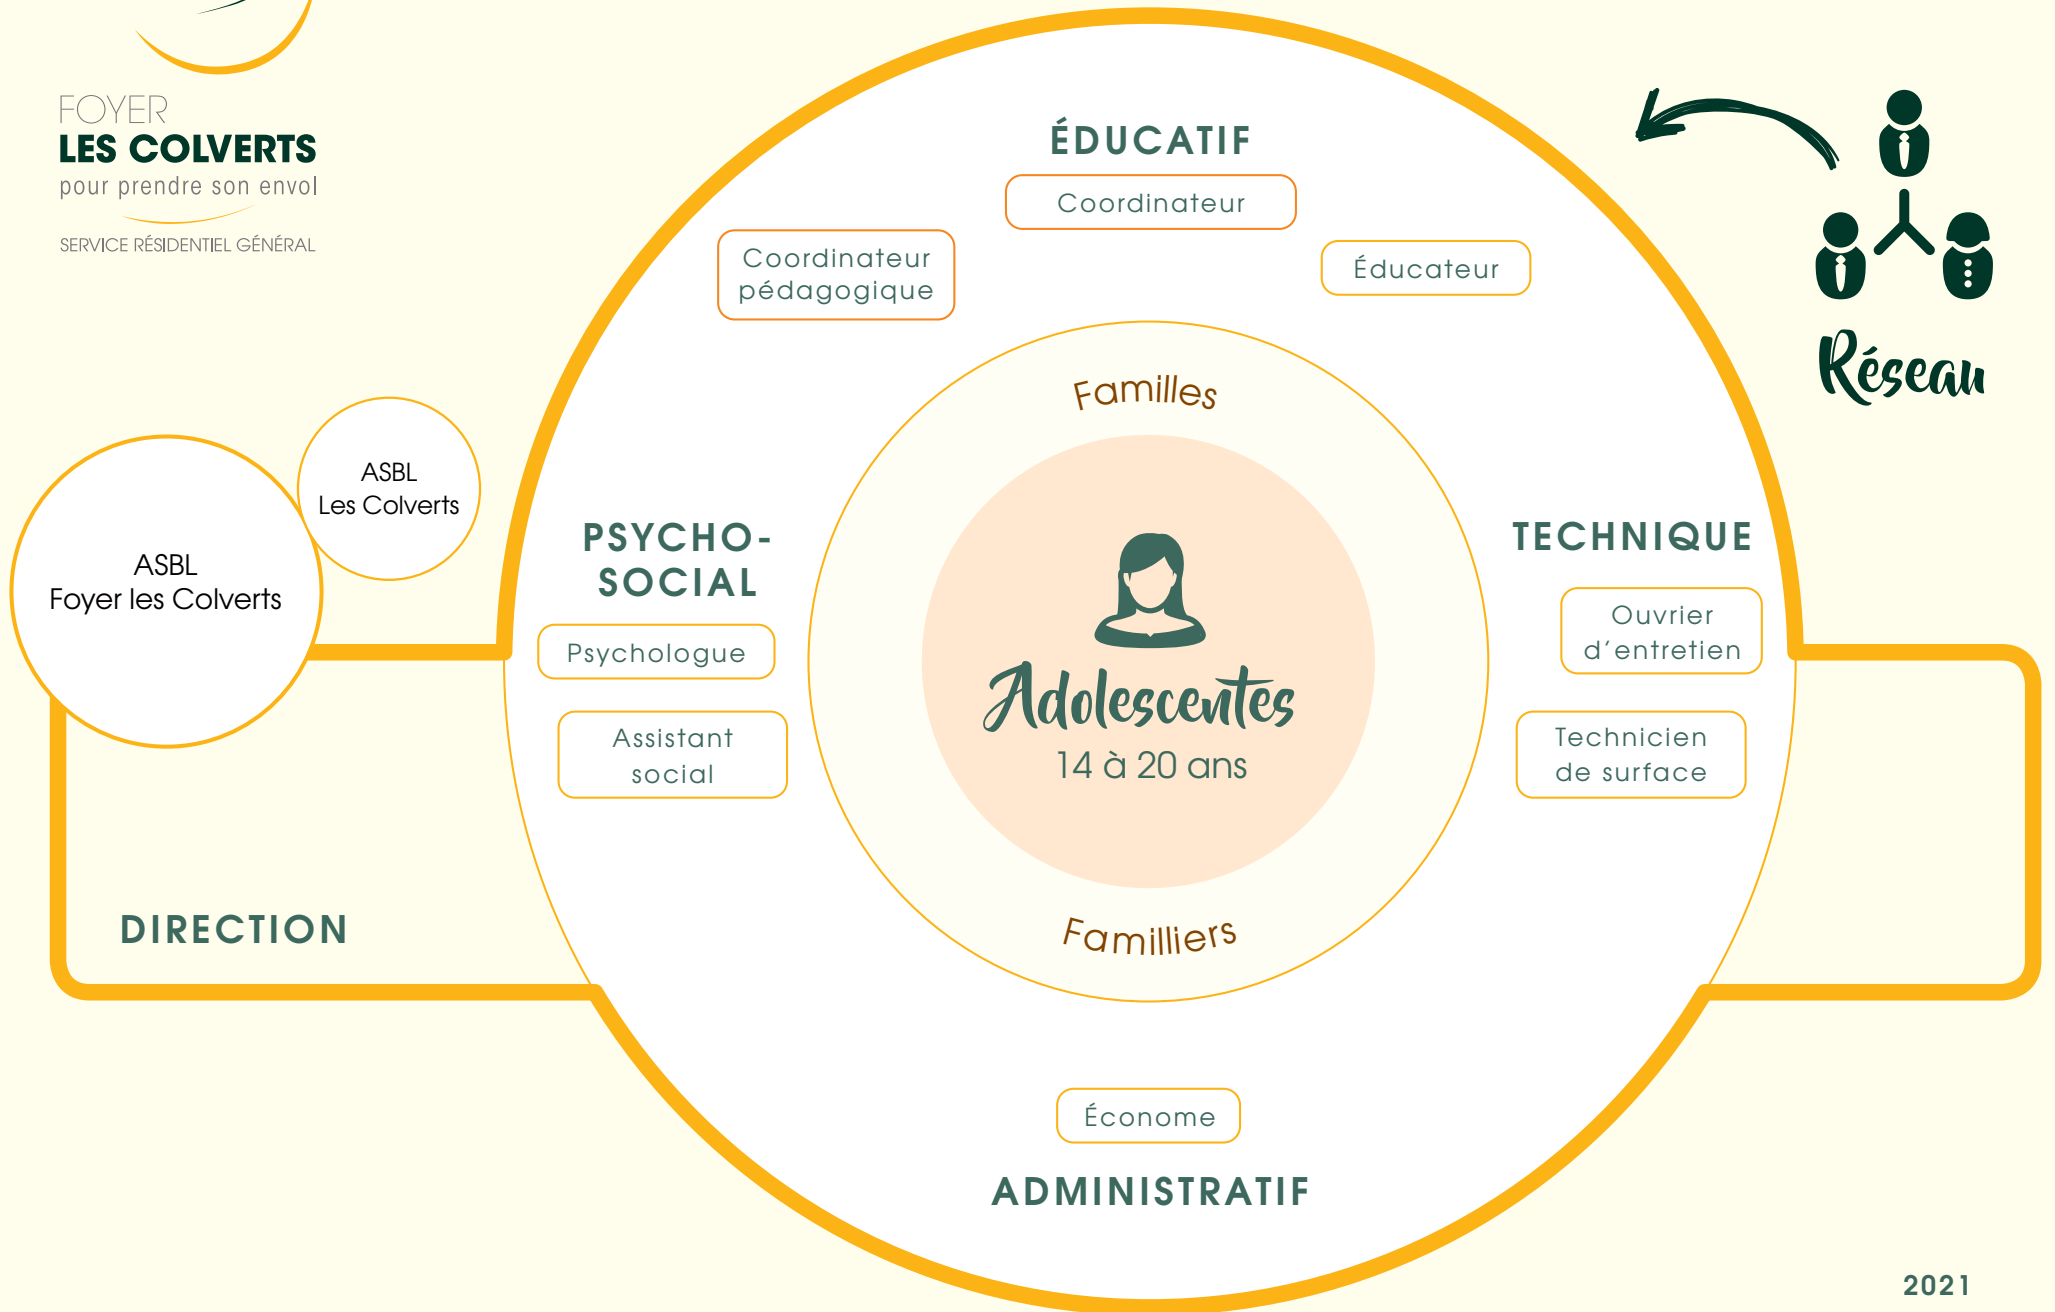 FOYER
LES COLVERTS
pour prendre son envol
SERVICE RÉSIDENTIEL GÉNÉRAL
ÉDUCATIF
Coordinateur
Coordinateur
pédagogique
Éducateur
Réseau
Familles
ASBL
Les Colverts
ASBL
Foyer les Colverts
PSYCHO-
SOCIAL
Psychologue
Assistant
social
Adolescentes
14 à 20 ans
TECHNIQUE
Ouvrier
d’entretien
Technicien
de surface
Familliers
DIRECTION
Économe
ADMINISTRATIF
2021